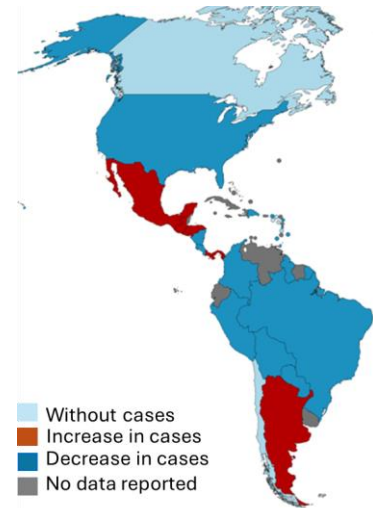 Without cases
Increase in cases
Decrease in cases
No data reported